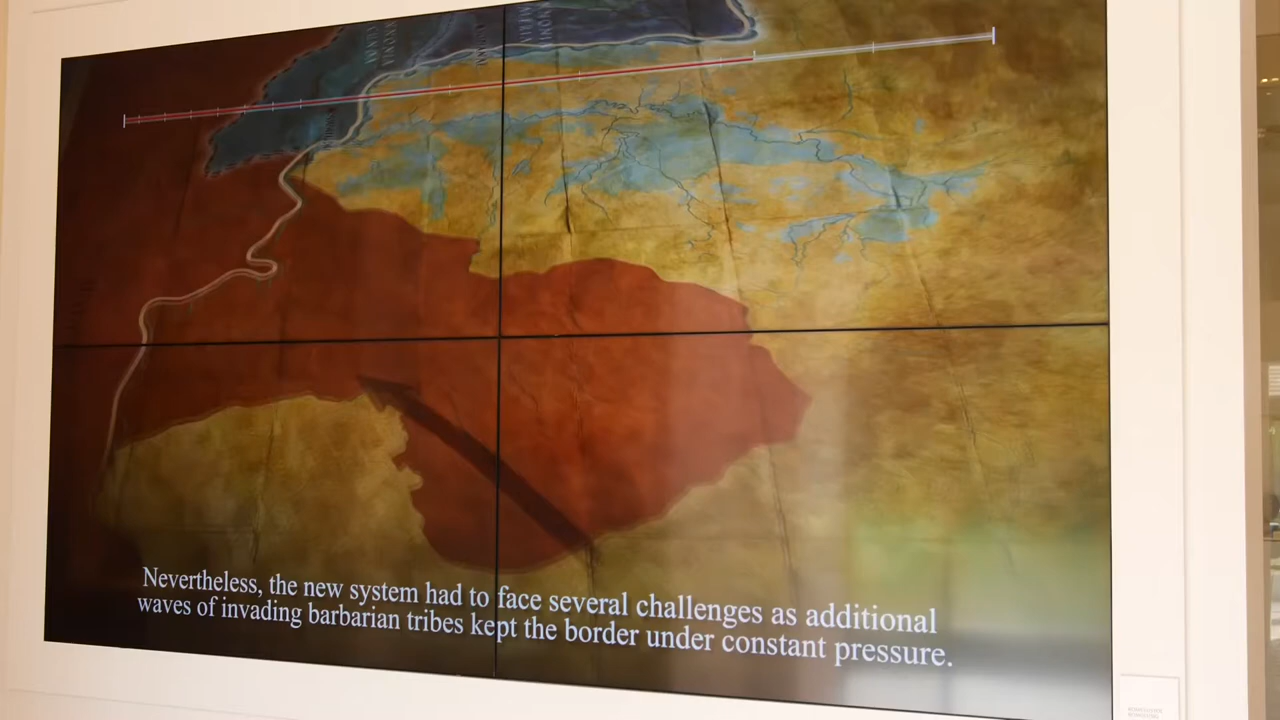 Nevertheless, the new system had to face several challenges as additional
waves of invading barbarian tribes kept the border under constant pressure.